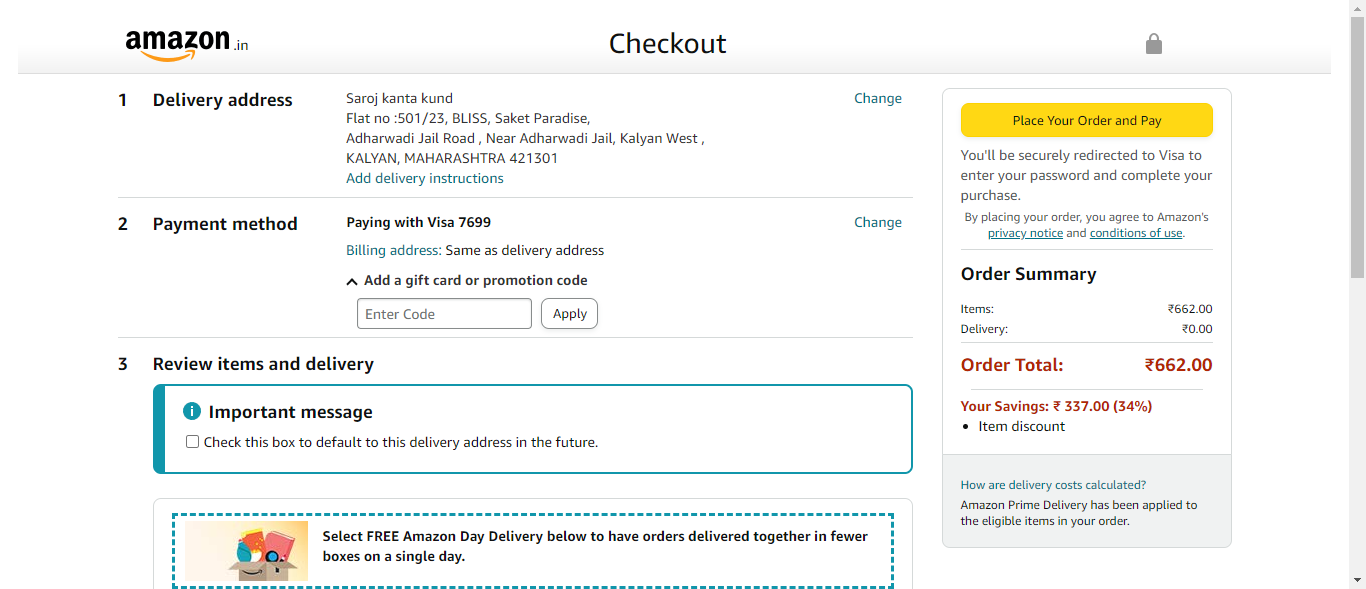 amazon.in
Checkout
1 Delivery address
Saroj kanta kund
Flat no :501/23, BLISS, Saket Paradise,
Adharwadi Jail Road , Near Adharwadi Jail, Kalyan West ,
KALYAN, MAHARASHTRA 421301
Add delivery instructions
Change
2 Payment method
Paying with Visa 7699
Change
Billing address: Same as delivery address
Add a gift card or promotion code
Enter Code
Apply
3 Review items and delivery
Important message
Check this box to default to this delivery address in the future.
Select FREE Amazon Day Delivery below to have orders delivered together in fewer
boxes on a single day.
Place Your Order and Pay
You'll be securely redirected to Visa to
enter your password and complete your
purchase.
By placing your order, you agree to Amazon's
privacy notice and conditions of use.
Order Summary
Items: ₹662.00
Delivery: ₹0.00
Order Total: ₹662.00
Your Savings: ₹ 337.00 (34%)
• Item discount
How are delivery costs calculated?
Amazon Prime Delivery has been applied to
the eligible items in your order.